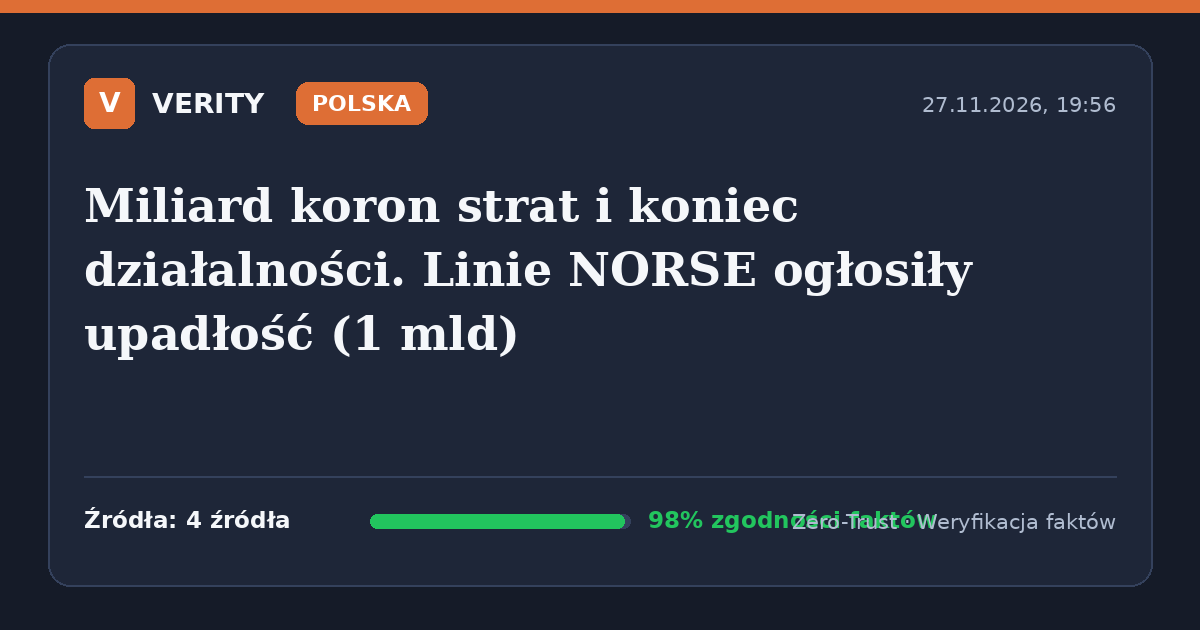 V VERITY POLSKA 27.11.2026, 19:56
Miliard koron strat i koniec
działalności. Linie NORSE ogłosiły
upadłość (1 mld)
Źródła: 4 źródła 98% zgodności faktów Zero-Trust · Weryfikacja faktów